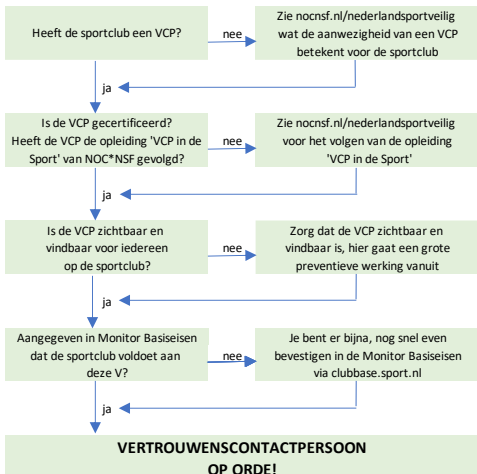 Heeft de sportclub een VCP?
nee
Zie nocnsf.nl/nederlandsportveilig
wat de aanwezigheid van een VCP
betekent voor de sportclub
ja
Is de VCP gecertificeerd?
Heeft de VCP de opleiding 'VCP in de
Sport' van NOC*NSF gevolgd?
nee
Zie nocnsf.nl/nederlandsportveilig
voor het volgen van de opleiding
'VCP in de Sport'
ja
Is de VCP zichtbaar en
vindbaar voor iedereen
op de sportclub?
nee
Zorg dat de VCP zichtbaar en
vindbaar is, hier gaat een grote
preventieve werking vanuit
ja
Aangegeven in Monitor Basiseisen
dat de sportclub voldoet aan
deze V?
nee
Je bent er bijna, nog snel even
bevestigen in de Monitor Basiseisen
via clubbase.sport.nl
ja
VERTROUWENSCONTACTPERSOON
OP ORDE!